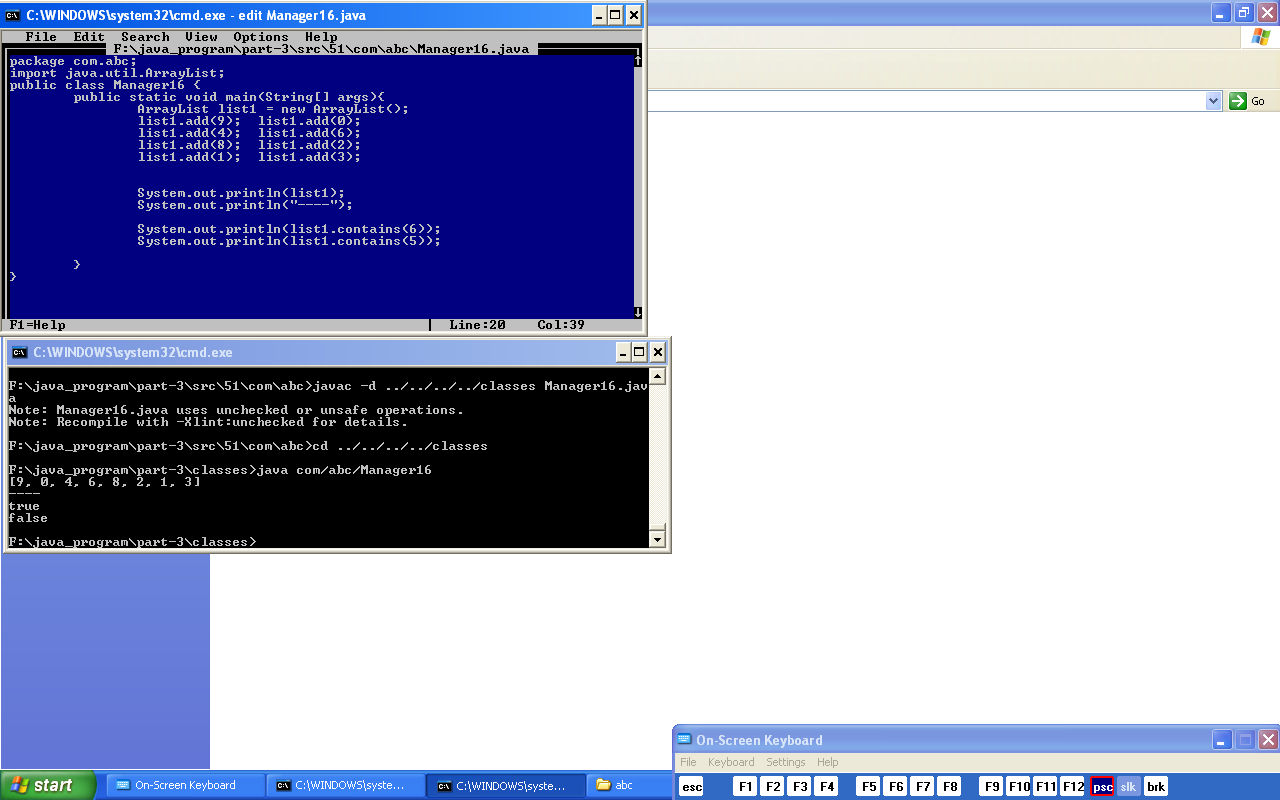 C:\WINDOWS\system32\cmd.exe - edit Manager16.java
File Edit Search View Options Help
F:\java_program\part-3\src\51\com\abc\Manager16.java
package com.abc;
import java.util.ArrayList;
public class Manager16 {
public static void main(String[] args){
ArrayList list1 = new ArrayList();
list1.add(9); list1.add(0);
list1.add(4); list1.add(6);
list1.add(8); list1.add(2);
list1.add(1); list1.add(3);
System.out.println(list1);
System.out.println("----");
System.out.println(list1.contains(6));
System.out.println(list1.contains(5));
}
}
F1=Help Line:20 Col:39
Go
C:\WINDOWS\system32\cmd.exe
F:\java_program\part-3\src\51\com\abc>javac -d ../../../../classes Manager16.jav
a
Note: Manager16.java uses unchecked or unsafe operations.
Note: Recompile with -Xlint:unchecked for details.
F:\java_program\part-3\src\51\com\abc>cd ../../../../classes
F:\java_program\part-3\classes>java com/abc/Manager16
[9, 0, 4, 6, 8, 2, 1, 3]
----
true
false
F:\java_program\part-3\classes>
On-Screen Keyboard
File Keyboard Settings Help
esc F1 F2 F3 F4 F5 F6 F7 F8 F9 F10 F11 F12 psc slk brk
start On-Screen Keyboard C:\WINDOWS\syste... C:\WINDOWS\syste... abc